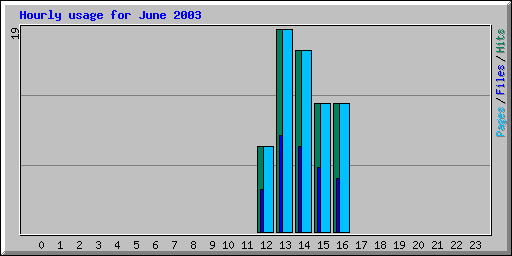 Hourly usage for June 2003
19
Pages/Files/Hits
0 1 2 3 4 5 6 7 8 9 10 11 12 13 14 15 16 17 18 19 20 21 22 23